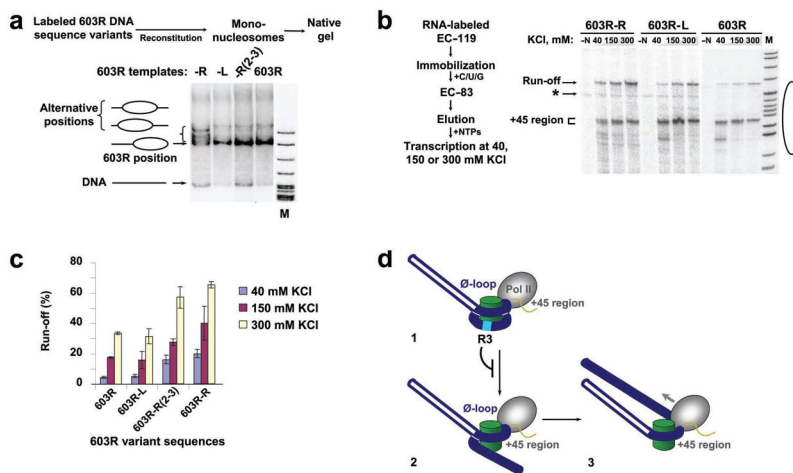 a
Labeled 603R DNA sequence variants
Reconstitution
Mono-nucleosomes
Native gel
603R templates: -R -L -R(2-3) 603R
Alternative positions
603R position
DNA
M
b
RNA-labeled
EC-119
Immobilization
+C/U/G
EC-83
Elution
+NTPs
Transcription at 40, 150 or 300 mM KCl
603R-R 603R-L 603R
KCl, mM: -N 40 150 300 -N 40 150 300 -N 40 150 300 M
Run-off
*
+45 region
c
Run-off (%)
80
60
40
20
0
603R
603R-L
603R-R(2-3)
603R-R
603R variant sequences
40 mM KCl
150 mM KCl
300 mM KCl
d
Ø-loop
Pol II
+45 region
R3
1
Ø-loop
+45 region
2
+45 region
3